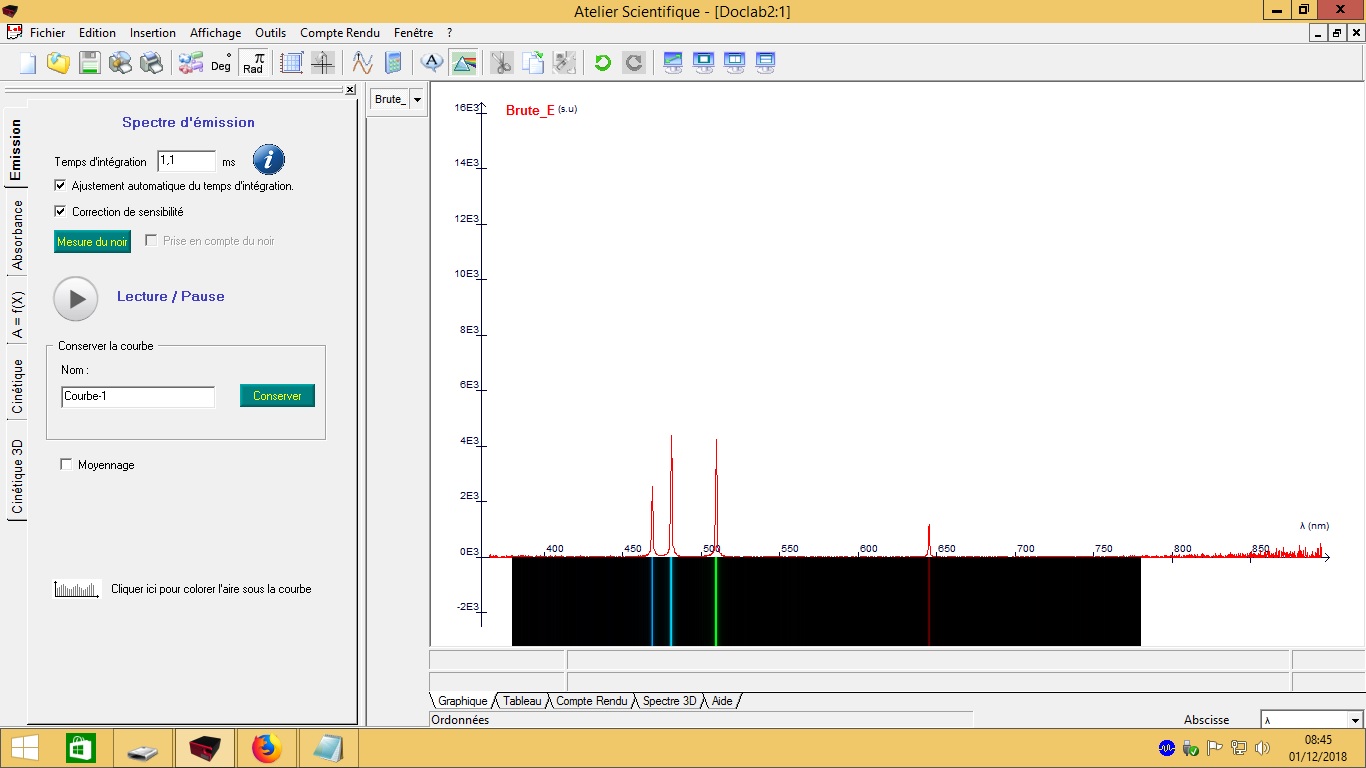 Atelier Scientifique - [Doclab2:1]
Fichier Edition Insertion Affichage Outils Compte Rendu Fenêtre ?
Deg π Rad A
Emission
Absorbance
A = f(X)
Cinétique
Cinétique 3D
Spectre d'émission
Temps d'intégration 1,1 ms i
Ajustement automatique du temps d'intégration.
Correction de sensibilité
Mesure du noir Prise en compte du noir
Lecture / Pause
Conserver la courbe
Nom :
Courbe-1 Conserver
Moyennage
Cliquer ici pour colorer l'aire sous la courbe
Brute_
Brute_E (s.u)
16E3
14E3
12E3
10E3
8E3
6E3
4E3
2E3
0E3
-2E3
λ (nm)
400 450 500 550 600 650 700 750 800 850
Graphique Tableau Compte Rendu Spectre 3D Aide
Ordonnées Abscisse λ
08:45
01/12/2018